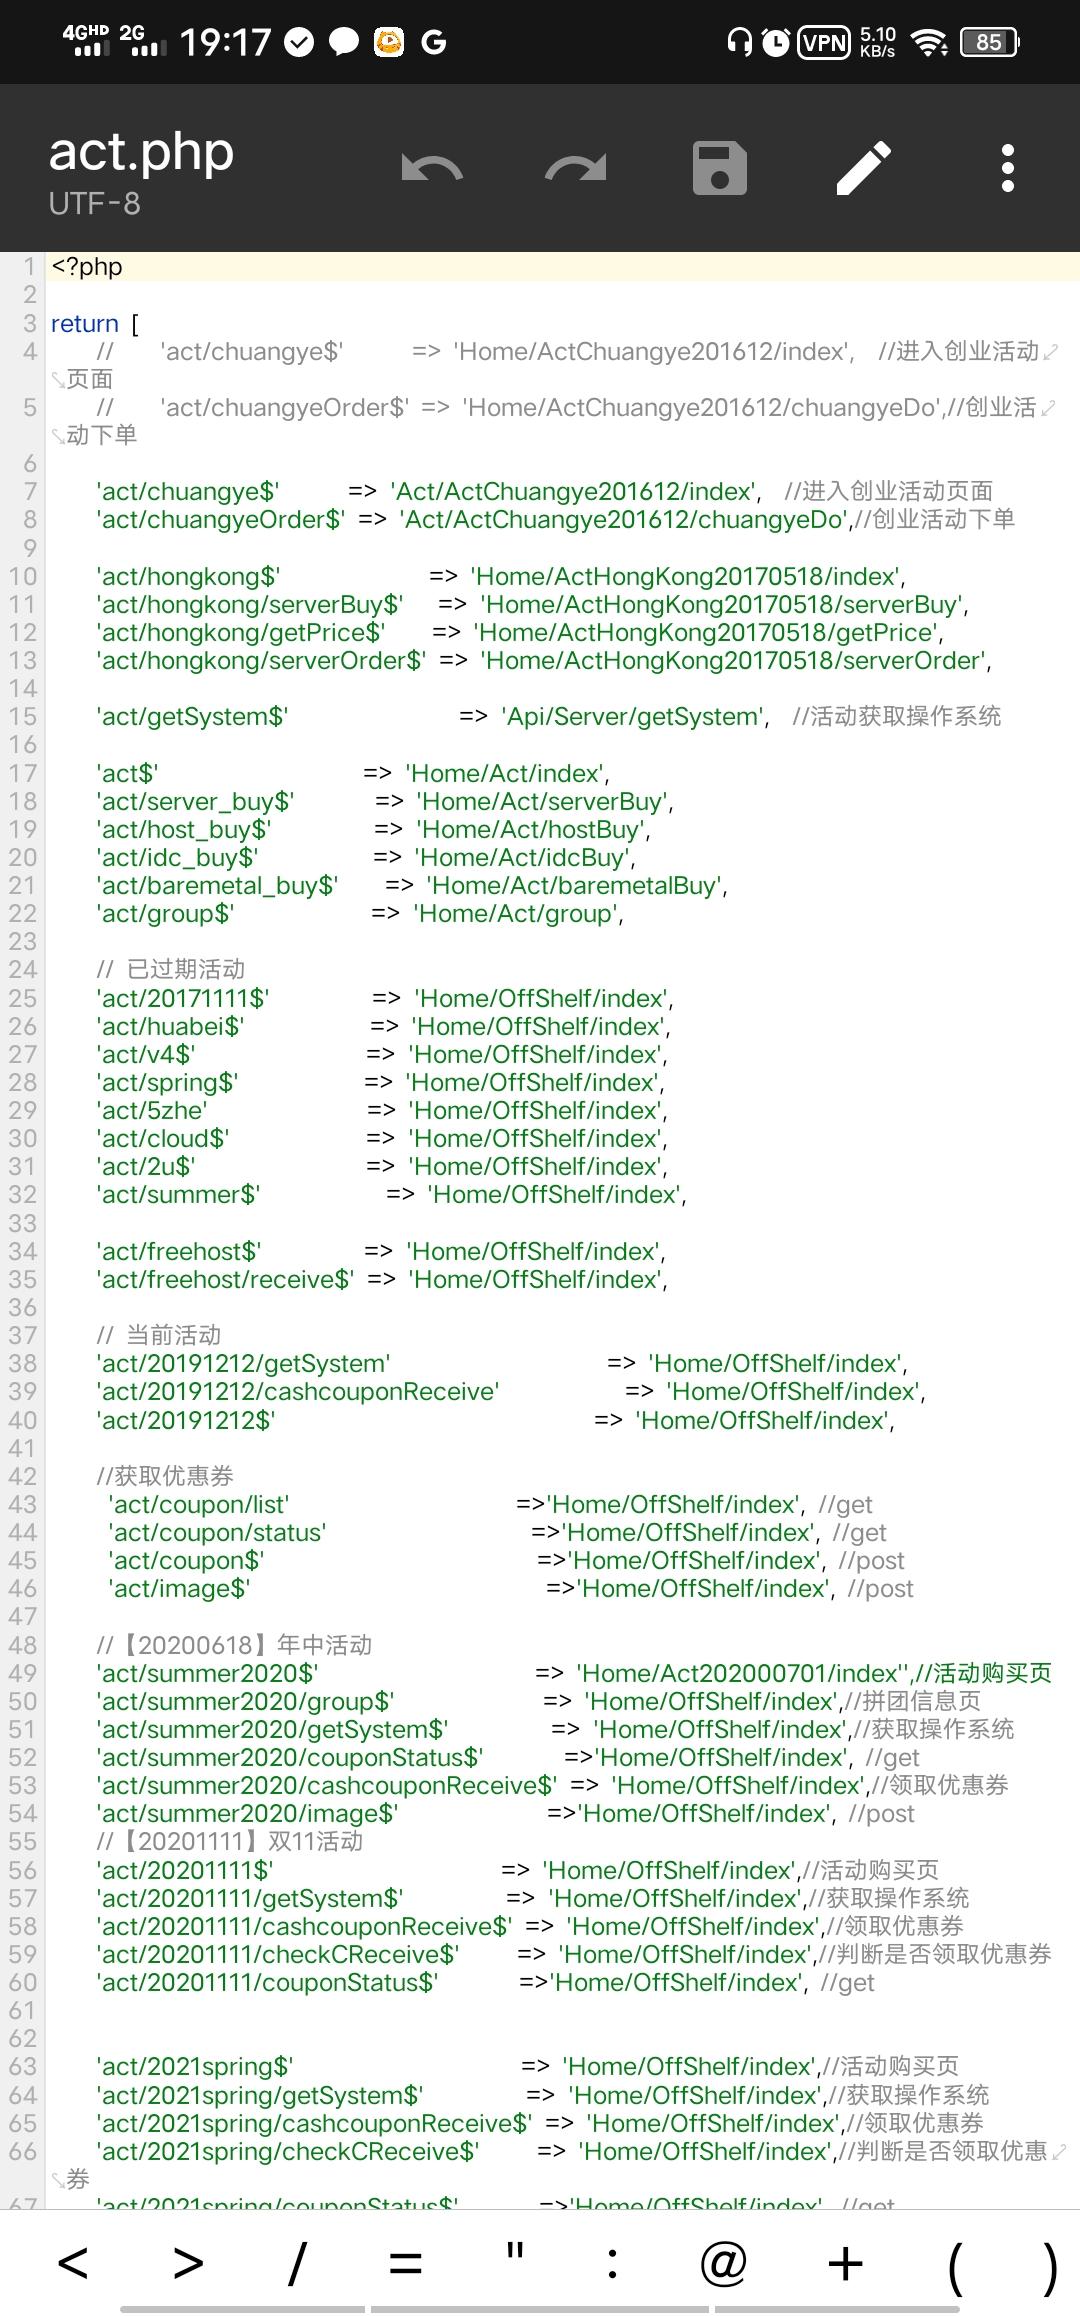 4GHD 2G 19:17 VPN 5.10 KB/s 85
act.php
UTF-8
1 <?php
2
3 return [
4 // 'act/chuangye$' => 'Home/ActChuangye201612/index', //进入创业活动
页面
5 // 'act/chuangyeOrder$' => 'Home/ActChuangye201612/chuangyeDo',//创业活
动下单
6
7 'act/chuangye$' => 'Act/ActChuangye201612/index', //进入创业活动页面
8 'act/chuangyeOrder$' => 'Act/ActChuangye201612/chuangyeDo',//创业活动下单
9
10 'act/hongkong$' => 'Home/ActHongKong20170518/index',
11 'act/hongkong/serverBuy$' => 'Home/ActHongKong20170518/serverBuy',
12 'act/hongkong/getPrice$' => 'Home/ActHongKong20170518/getPrice',
13 'act/hongkong/serverOrder$' => 'Home/ActHongKong20170518/serverOrder',
14
15 'act/getSystem$' => 'Api/Server/getSystem', //活动获取操作系统
16
17 'act$' => 'Home/Act/index',
18 'act/server_buy$' => 'Home/Act/serverBuy',
19 'act/host_buy$' => 'Home/Act/hostBuy',
20 'act/idc_buy$' => 'Home/Act/idcBuy',
21 'act/baremetal_buy$' => 'Home/Act/baremetalBuy',
22 'act/group$' => 'Home/Act/group',
23
24 // 已过期活动
25 'act/20171111$' => 'Home/OffShelf/index',
26 'act/huabei$' => 'Home/OffShelf/index',
27 'act/v4$' => 'Home/OffShelf/index',
28 'act/spring$' => 'Home/OffShelf/index',
29 'act/5zhe' => 'Home/OffShelf/index',
30 'act/cloud$' => 'Home/OffShelf/index',
31 'act/2u$' => 'Home/OffShelf/index',
32 'act/summer$' => 'Home/OffShelf/index',
33
34 'act/freehost$' => 'Home/OffShelf/index',
35 'act/freehost/receive$' => 'Home/OffShelf/index',
36
37 // 当前活动
38 'act/20191212/getSystem' => 'Home/OffShelf/index',
39 'act/20191212/cashcouponReceive' => 'Home/OffShelf/index',
40 'act/20191212$' => 'Home/OffShelf/index',
41
42 //获取优惠券
43 'act/coupon/list' =>'Home/OffShelf/index', //get
44 'act/coupon/status' =>'Home/OffShelf/index', //get
45 'act/coupon$' =>'Home/OffShelf/index', //post
46 'act/image$' =>'Home/OffShelf/index', //post
47
48 //【20200618】年中活动
49 'act/summer2020$' => 'Home/Act202000701/index'',//活动购买页
50 'act/summer2020/group$' => 'Home/OffShelf/index',//拼团信息页
51 'act/summer2020/getSystem$' => 'Home/OffShelf/index',//获取操作系统
52 'act/summer2020/couponStatus$' =>'Home/OffShelf/index', //get
53 'act/summer2020/cashcouponReceive$' => 'Home/OffShelf/index',//领取优惠券
54 'act/summer2020/image$' =>'Home/OffShelf/index', //post
55 //【20201111】双11活动
56 'act/20201111$' => 'Home/OffShelf/index',//活动购买页
57 'act/20201111/getSystem$' => 'Home/OffShelf/index',//获取操作系统
58 'act/20201111/cashcouponReceive$' => 'Home/OffShelf/index',//领取优惠券
59 'act/20201111/checkCReceive$' => 'Home/OffShelf/index',//判断是否领取优惠券
60 'act/20201111/couponStatus$' =>'Home/OffShelf/index', //get
61
62
63 'act/2021spring$' => 'Home/OffShelf/index',//活动购买页
64 'act/2021spring/getSystem$' => 'Home/OffShelf/index',//获取操作系统
65 'act/2021spring/cashcouponReceive$' => 'Home/OffShelf/index',//领取优惠券
66 'act/2021spring/checkCReceive$' => 'Home/OffShelf/index',//判断是否领取优惠
券
67 'act/2021spring/couponStatus$' =>'Home/OffShelf/index', //get
< > / = " : @ + ( )